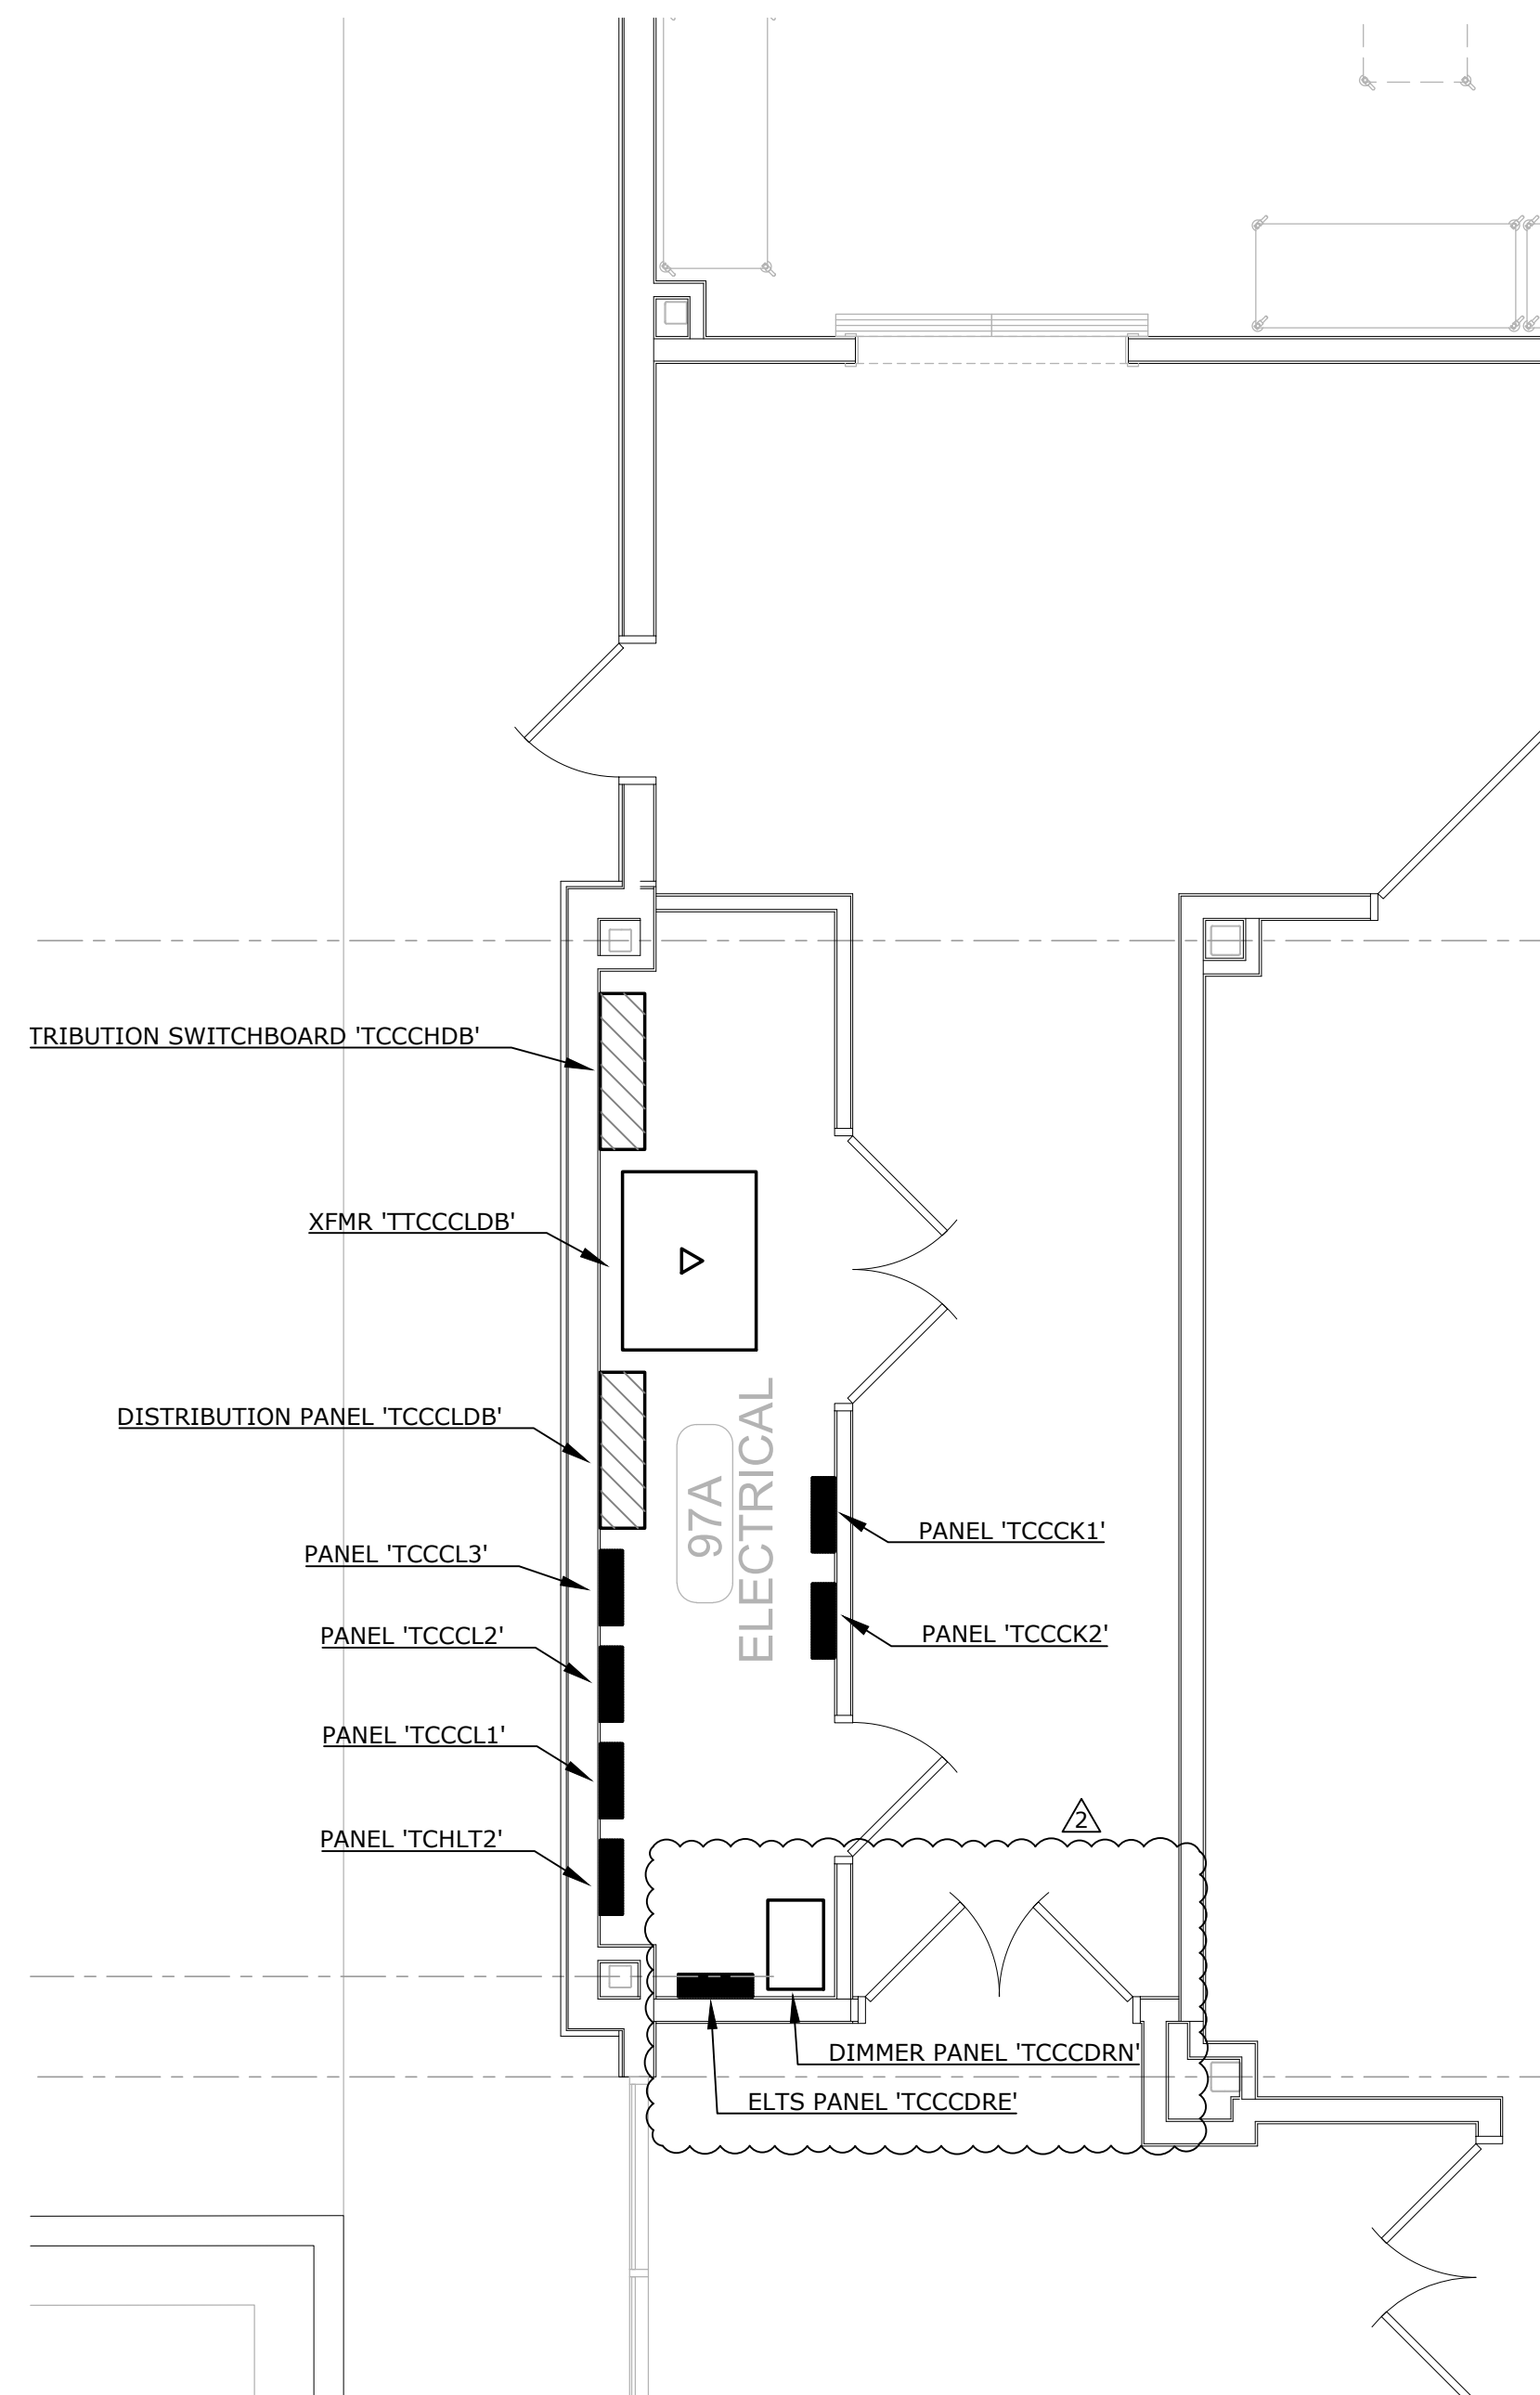 TRIBUTION SWITCHBOARD 'TCCCHDB'
XFMR 'TTCCCLDB'
DISTRIBUTION PANEL 'TCCCLDB'
97A
ELECTRICAL
PANEL 'TCCCK1'
PANEL 'TCCCL3'
PANEL 'TCCCL2'
PANEL 'TCCCK2'
PANEL 'TCCCL1'
2
PANEL 'TCHLT2'
DIMMER PANEL 'TCCCDRN'
ELTS PANEL 'TCCCDRE'